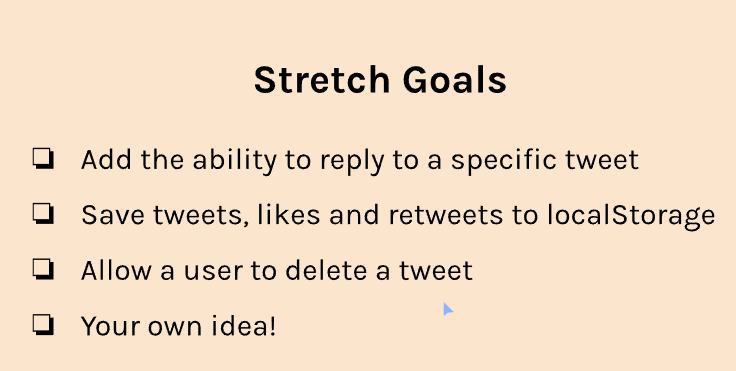 Stretch Goals
Add the ability to reply to a specific tweet
Save tweets, likes and retweets to localStorage
Allow a user to delete a tweet
Your own idea!